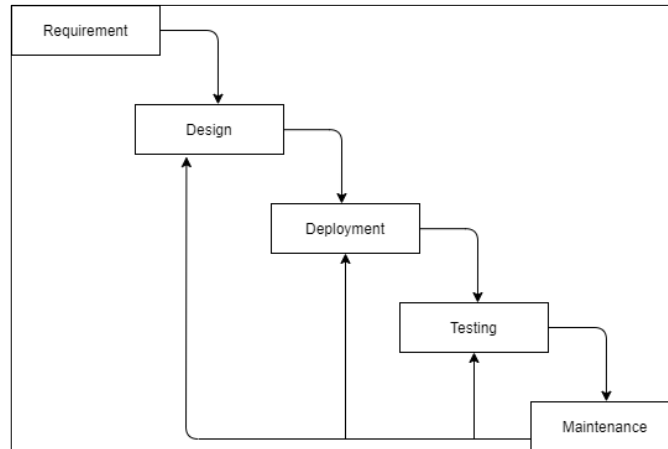 Requirement
Design
Deployment
Testing
Maintenance